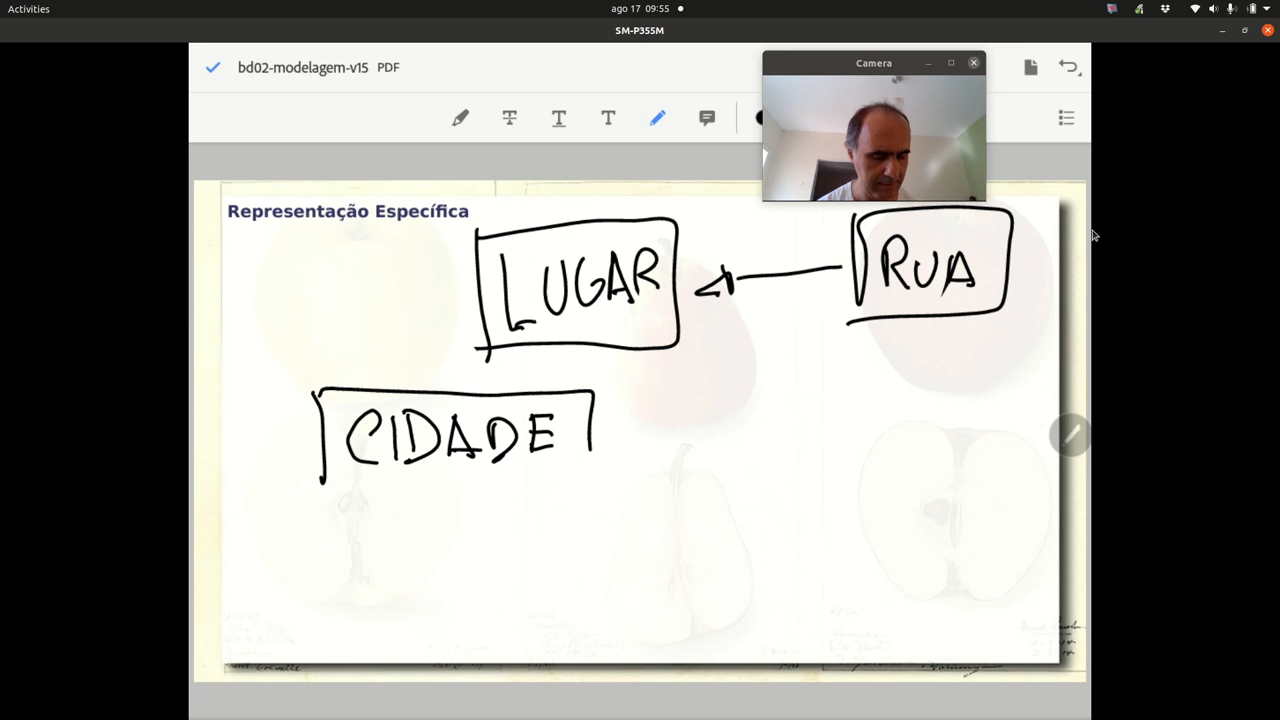 Activities
ago 17 09:55
SM-P355M
bd02-modelagem-v15 PDF
Camera
Representação Específica
LUGAR
RUA
CIDADE